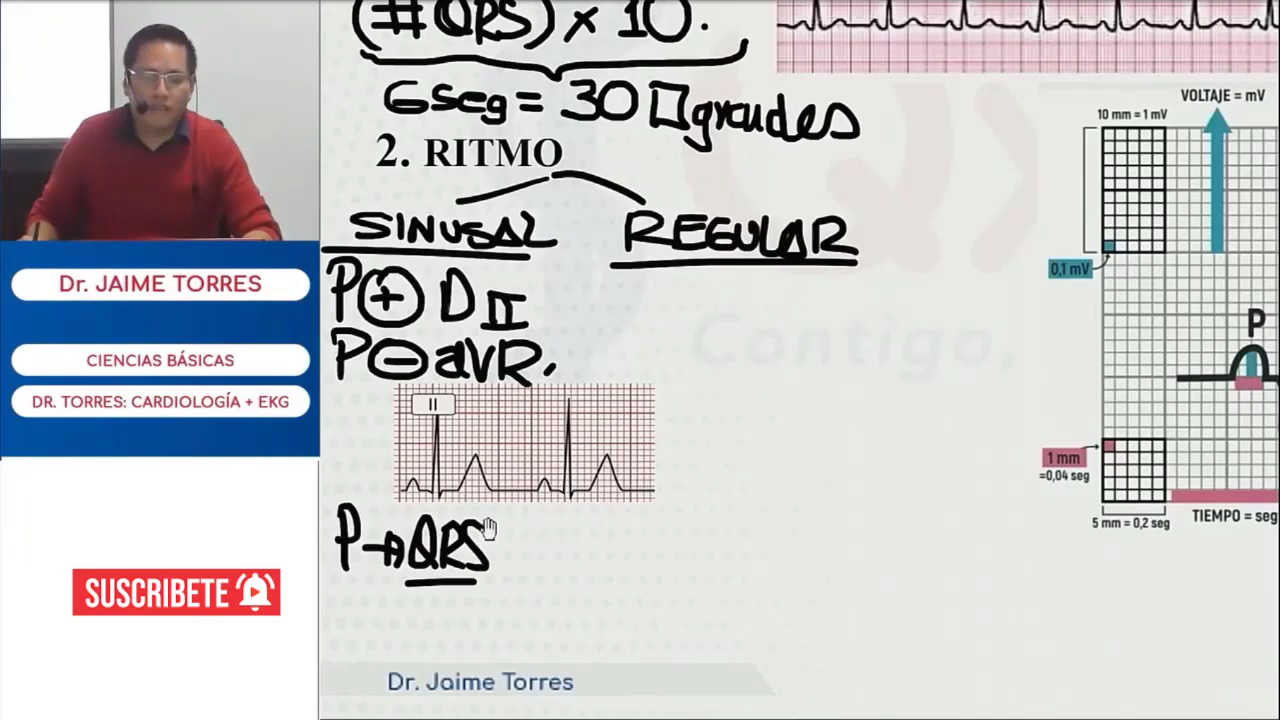 (#QRS) x 10.
6 seg = 30 □ grandes
2. RITMO
SINUSAL
REGULAR
P⊕ DII
P⊖ aVR.
II
P→QRS
Dr. Jaime Torres
Dr. JAIME TORRES
CIENCIAS BÁSICAS
DR. TORRES: CARDIOLOGÍA + EKG
SUSCRIBETE
Contigo,
VOLTAJE = mV
10 mm = 1 mV
0,1 mV
P
1 mm
=0,04 seg
5 mm = 0,2 seg
TIEMPO = seg